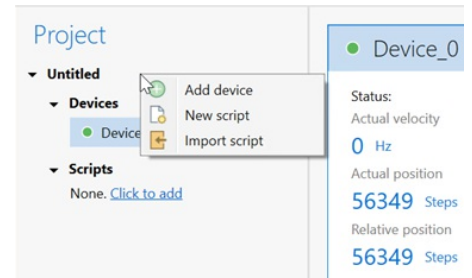 Project
Untitled
Devices
Device
Scripts
None. Click to add
Add device
New script
Import script
Device_0
Status:
Actual velocity
0 Hz
Actual position
56349 Steps
Relative position
56349 Steps